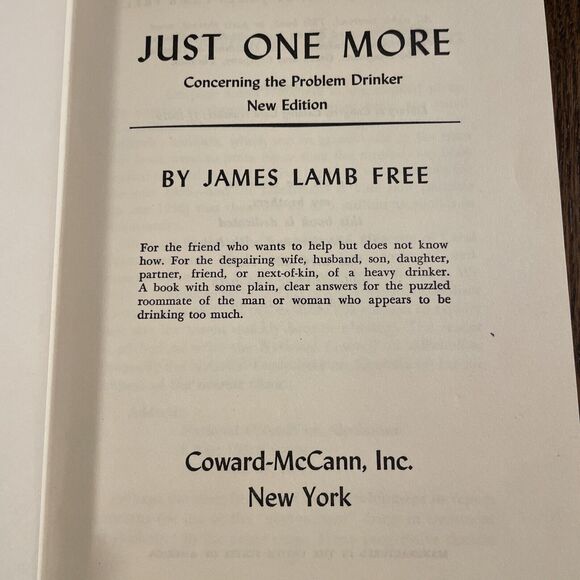 JUST ONE MORE
Concerning the Problem Drinker
New Edition
BY JAMES LAMB FREE
For the friend who wants to help but does not know
how. For the despairing wife, husband, son, daughter,
partner, friend, or next-of-kin, of a heavy drinker.
A book with some plain, clear answers for the puzzled
roommate of the man or woman who appears to be
drinking too much.
Coward-McCann, Inc.
New York